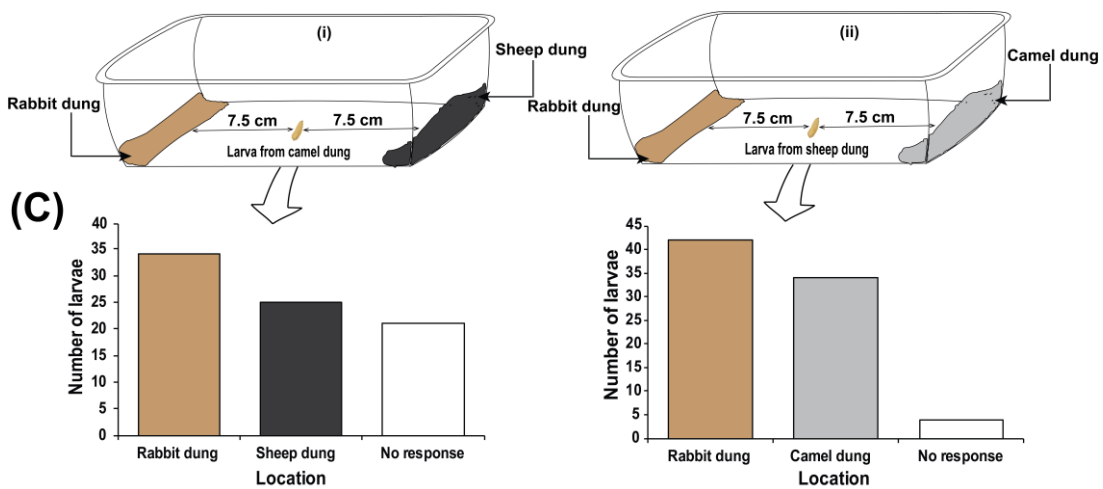 (i)
Sheep dung
Rabbit dung
7.5 cm
7.5 cm
Larva from camel dung
(ii)
Camel dung
Rabbit dung
7.5 cm
7.5 cm
Larva from sheep dung
(C)
Number of larvae
40
35
30
25
20
15
10
5
0
Rabbit dung
Sheep dung
No response
Location
Number of larvae
45
40
35
30
25
20
15
10
5
0
Rabbit dung
Camel dung
No response
Location